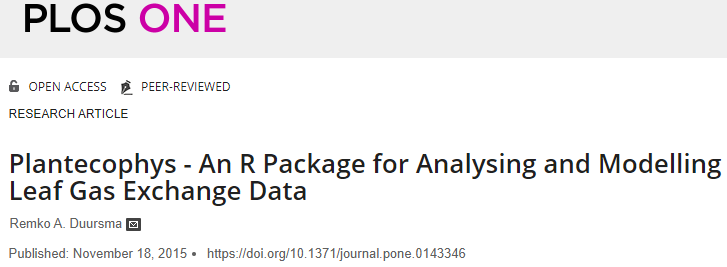 PLOS ONE
OPEN ACCESS PEER-REVIEWED
RESEARCH ARTICLE
Plantecophys - An R Package for Analysing and Modelling
Leaf Gas Exchange Data
Remko A. Duursma
Published: November 18, 2015 • https://doi.org/10.1371/journal.pone.0143346